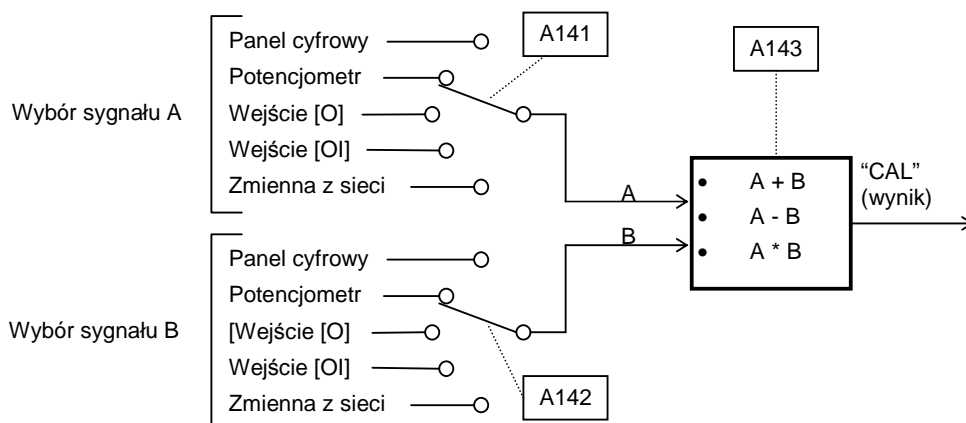 Wybór sygnału A
Panel cyfrowy
Potencjometr
Wejście [O]
Wejście [OI]
Zmienna z sieci
A141
A143
A
B
• A + B
• A - B
• A * B
“CAL”
(wynik)
Wybór sygnału B
Panel cyfrowy
Potencjometr
[Wejście [O]
Wejście [OI]
Zmienna z sieci
A142